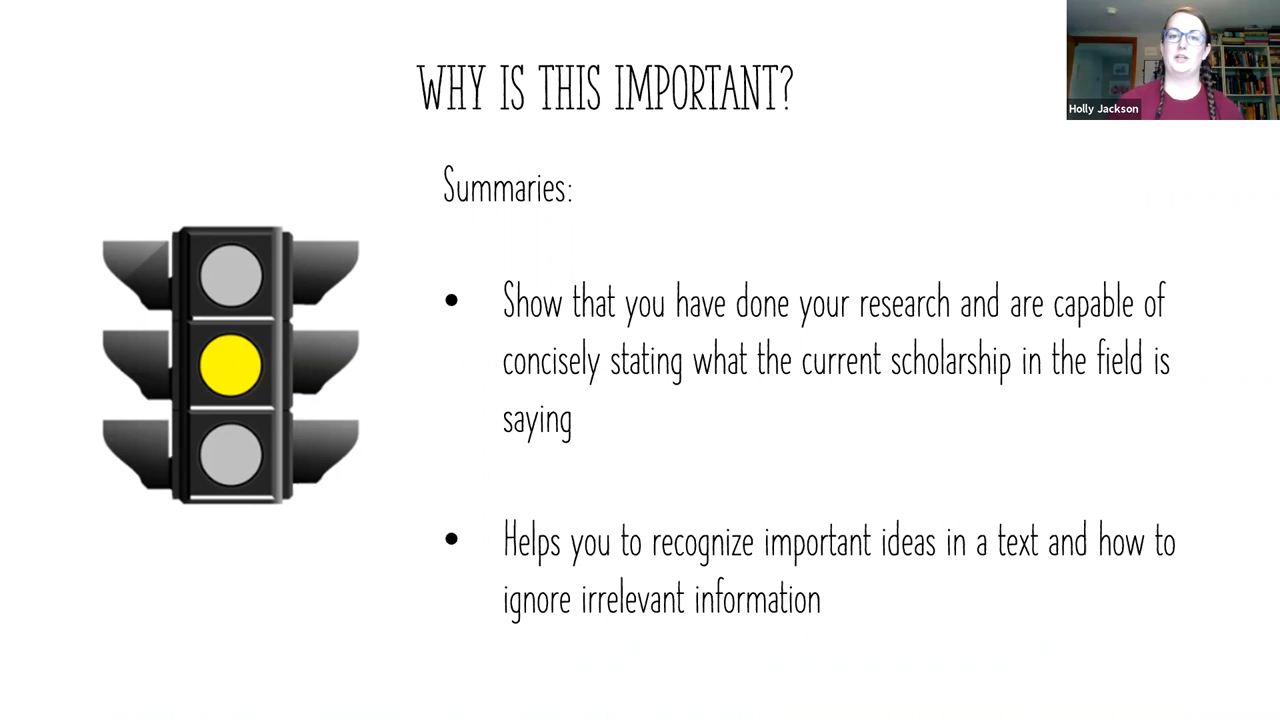 WHY IS THIS IMPORTANT?
Holly Jackson
Summaries:
• Show that you have done your research and are capable of
concisely stating what the current scholarship in the field is
saying
• Helps you to recognize important ideas in a text and how to
ignore irrelevant information